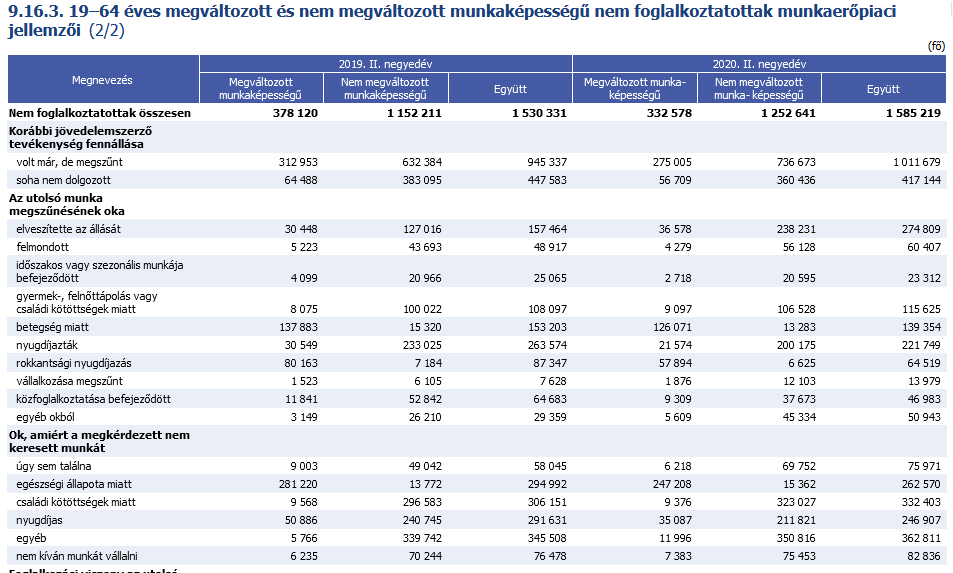 9.16.3. 19–64 éves megváltozott és nem megváltozott munkaképességű nem foglalkoztatottak munkaerőpiaci
jellemzői (2/2)
(fő)
Megnevezés 2019. II. negyedév 2020. II. negyedév
Megváltozott munkaképességű Nem megváltozott munkaképességű Együtt Megváltozott munka- képességű Nem megváltozott munka- képességű Együtt
Nem foglalkoztatottak összesen 378 120 1 152 211 1 530 331 332 578 1 252 641 1 585 219
Korábbi jövedelemszerző
tevékenység fennállása
volt már, de megszűnt 312 953 632 384 945 337 275 005 736 673 1 011 679
soha nem dolgozott 64 488 383 095 447 583 56 709 360 436 417 144
Az utolsó munka
megszűnésének oka
elveszítette az állását 30 448 127 016 157 464 36 578 238 231 274 809
felmondott 5 223 43 693 48 917 4 279 56 128 60 407
időszakos vagy szezonális munkája
befejeződött 4 099 20 966 25 065 2 718 20 595 23 312
gyermek-, felnőttápolás vagy
családi kötöttségek miatt 8 075 100 022 108 097 9 097 106 528 115 625
betegség miatt 137 883 15 320 153 203 126 071 13 283 139 354
nyugdíjazták 30 549 233 025 263 574 21 574 200 175 221 749
rokkantsági nyugdíjazás 80 163 7 184 87 347 57 894 6 625 64 519
vállalkozása megszűnt 1 523 6 105 7 628 1 876 12 103 13 979
közfoglalkoztatása befejeződött 11 841 52 842 64 683 9 309 37 673 46 983
egyéb okból 3 149 26 210 29 359 5 609 45 334 50 943
Ok, amiért a megkérdezett nem
keresett munkát
úgy sem találna 9 003 49 042 58 045 6 218 69 752 75 971
egészségi állapota miatt 281 220 13 772 294 992 247 208 15 362 262 570
családi kötöttségek miatt 9 568 296 583 306 151 9 376 323 027 332 403
nyugdíjas 50 886 240 745 291 631 35 087 211 821 246 907
egyéb 5 766 339 742 345 508 11 996 350 816 362 811
nem kíván munkát vállalni 6 235 70 244 76 478 7 383 75 453 82 836